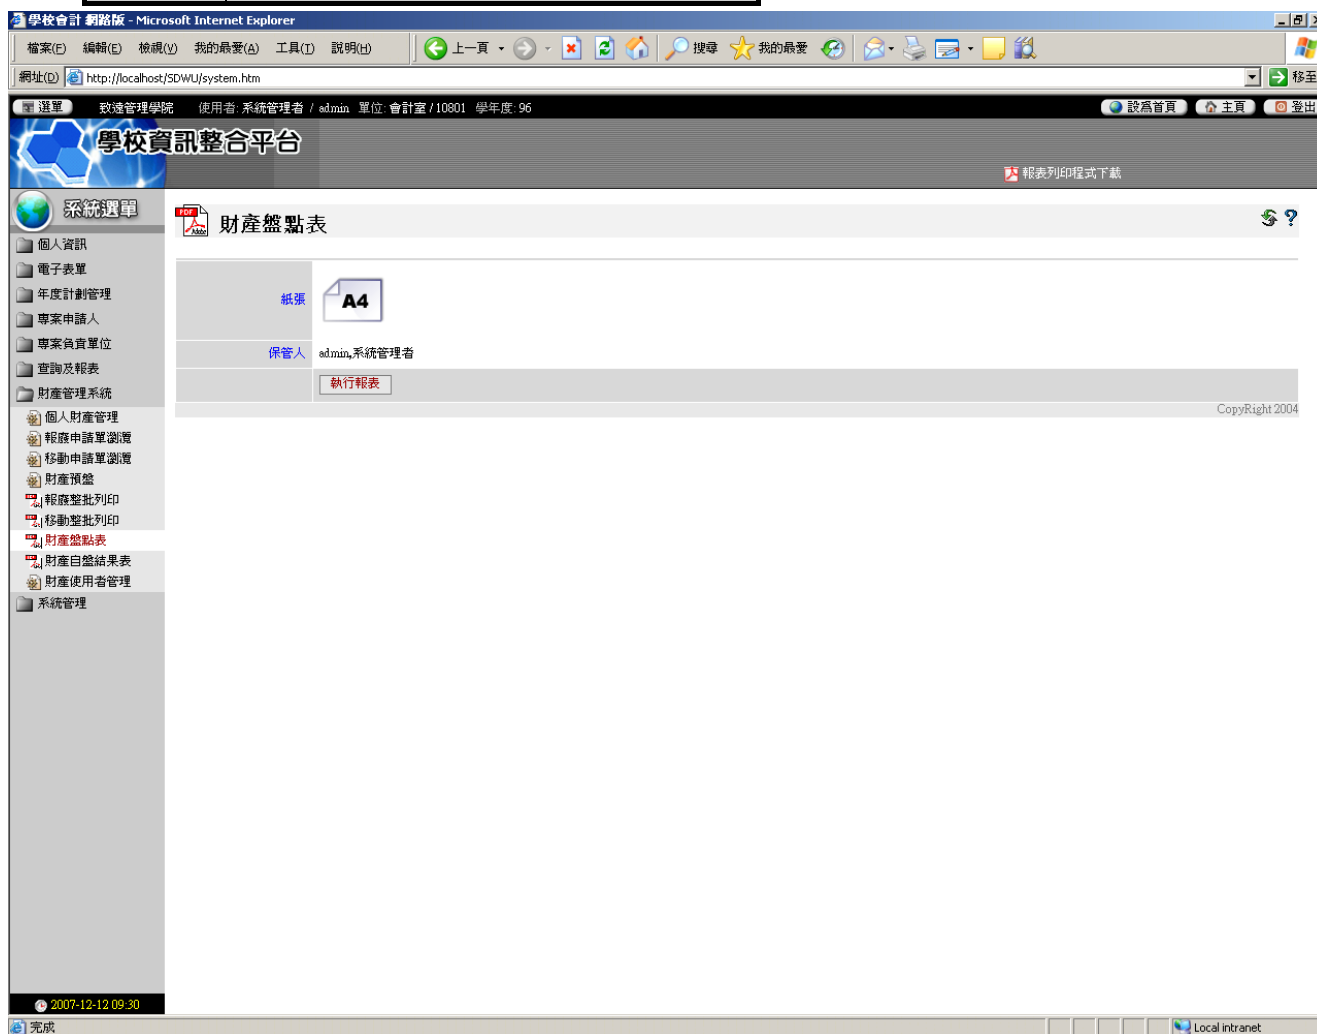 學校會計 網路版 - Microsoft Internet Explorer
檔案(F) 編輯(E) 檢視(V) 我的最愛(A) 工具(T) 說明(H) 上一頁 搜尋 我的最愛
網址(D) http://localhost/SDWU/system.htm 移至
選單 致遠管理學院 使用者: 系統管理者 / admin 單位: 會計室 / 10801 學年度: 96 設爲首頁 主頁 登出
學校資訊整合平台
報表列印程式下載
系統選單
PDF Adobe 財產盤點表
個人資訊
電子表單
年度計劃管理
專案申請人
專案負責單位
查詢及報表
財產管理系統
個人財產管理
報廢申請單瀏覽
移動申請單瀏覽
財產預盤
報廢整批列印
移動整批列印
財產盤點表
財產自盤結果表
財產使用者管理
系統管理
紙張 A4
保管人 admin,系統管理者
執行報表
CopyRight 2004
2007-12-12 09:30
完成 Local intranet